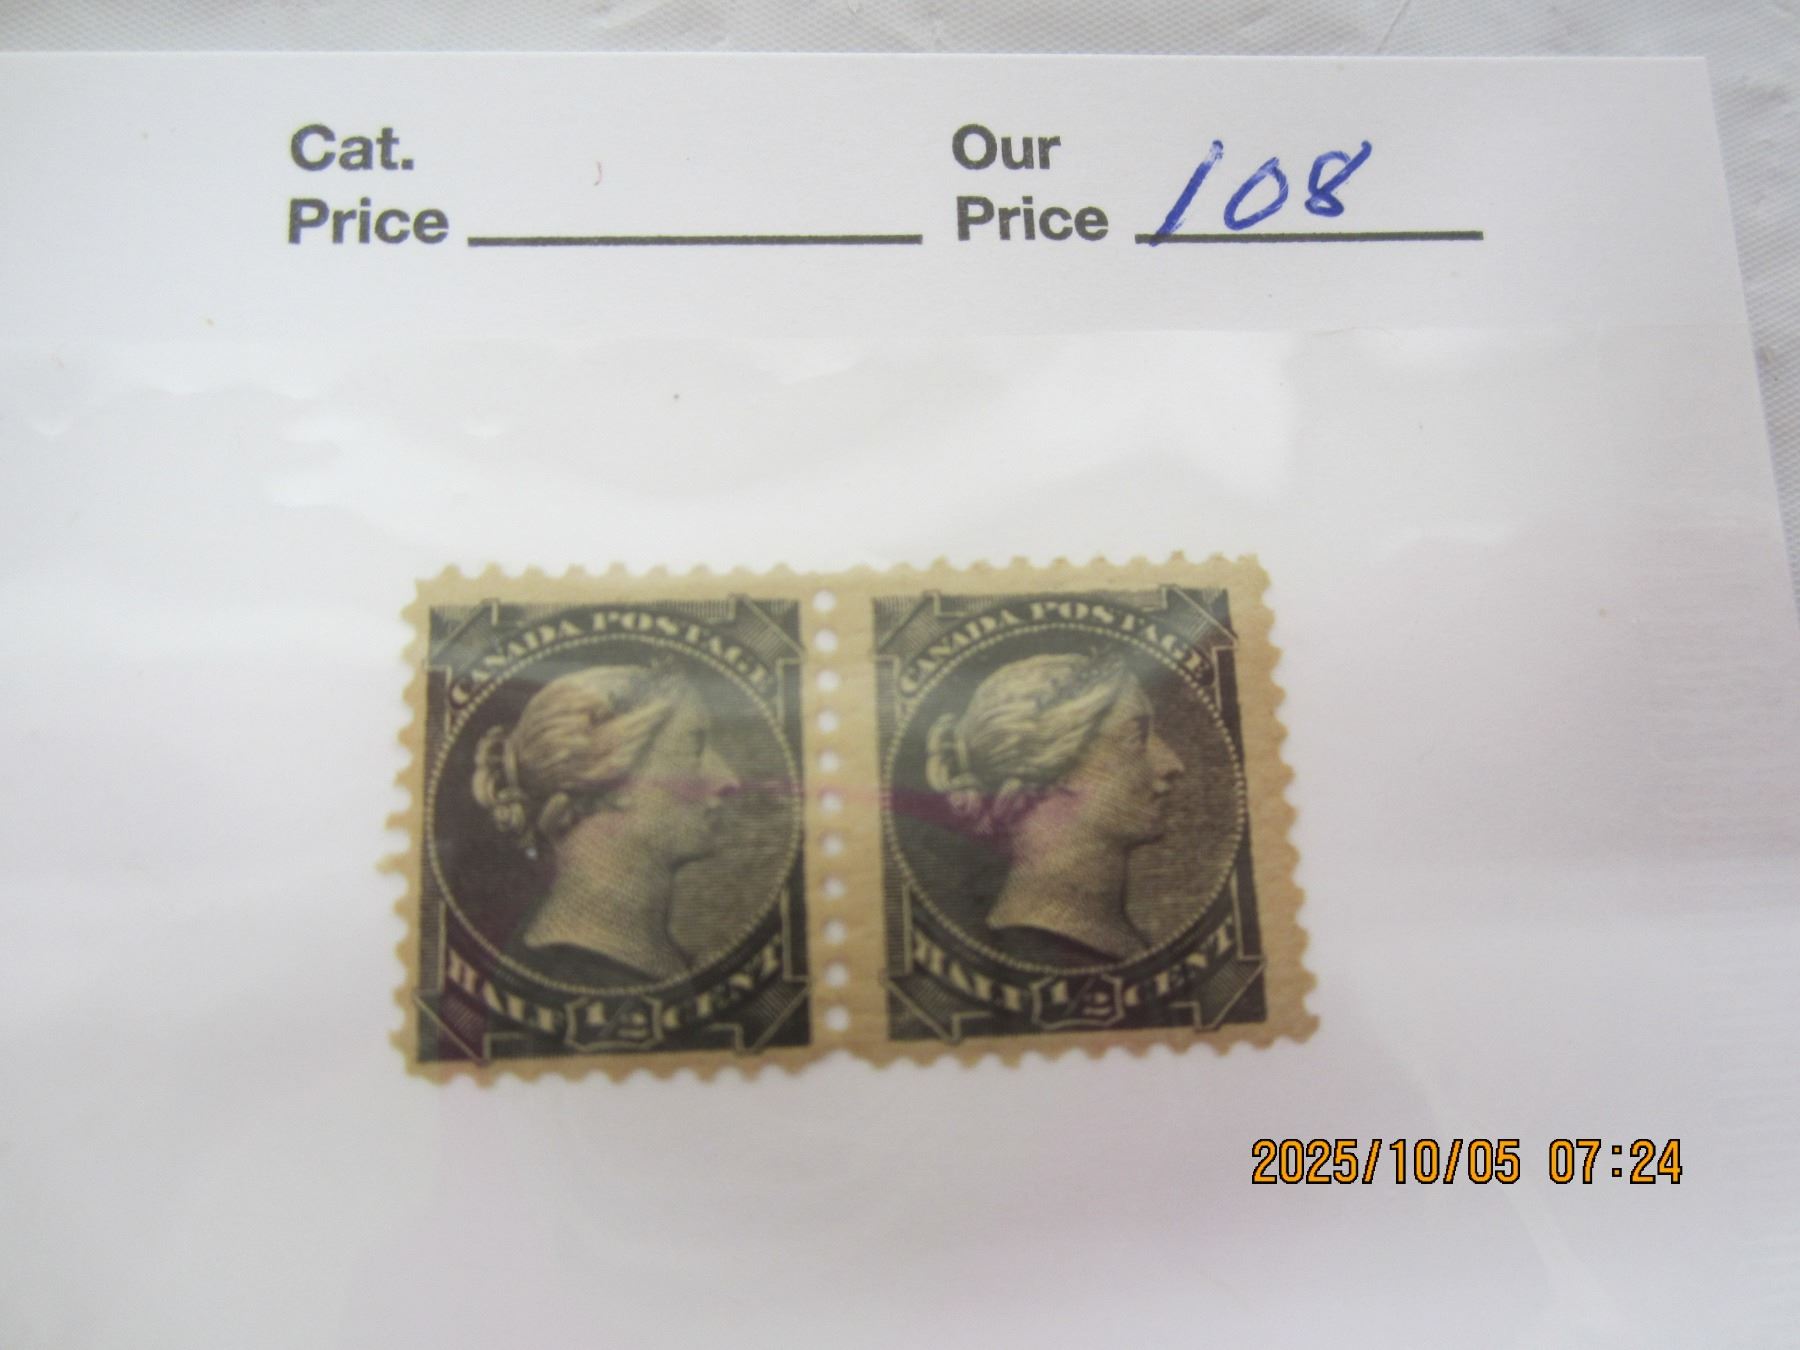 Cat.
Price
Our
Price 108
CANADA POSTAGE
HALF 1/2 CENT
CANADA POSTAGE
HALF 1/2 CENT
2025/10/05 07:24